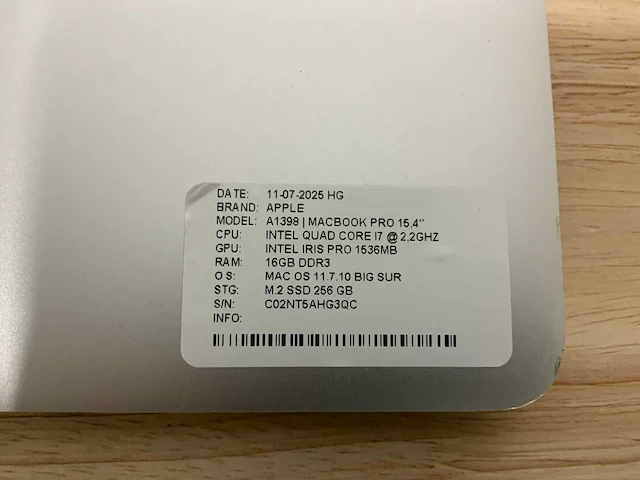 DATE: 11-07-2025 HG
BRAND: APPLE
MODEL: A1398 | MACBOOK PRO 15,4''
CPU: INTEL QUAD CORE I7 @ 2,2GHZ
GPU: INTEL IRIS PRO 1536MB
RAM: 16GB DDR3
OS: MAC OS 11.7.10 BIG SUR
STG: M.2 SSD 256 GB
S/N: C02NT5AHG3QC
INFO: